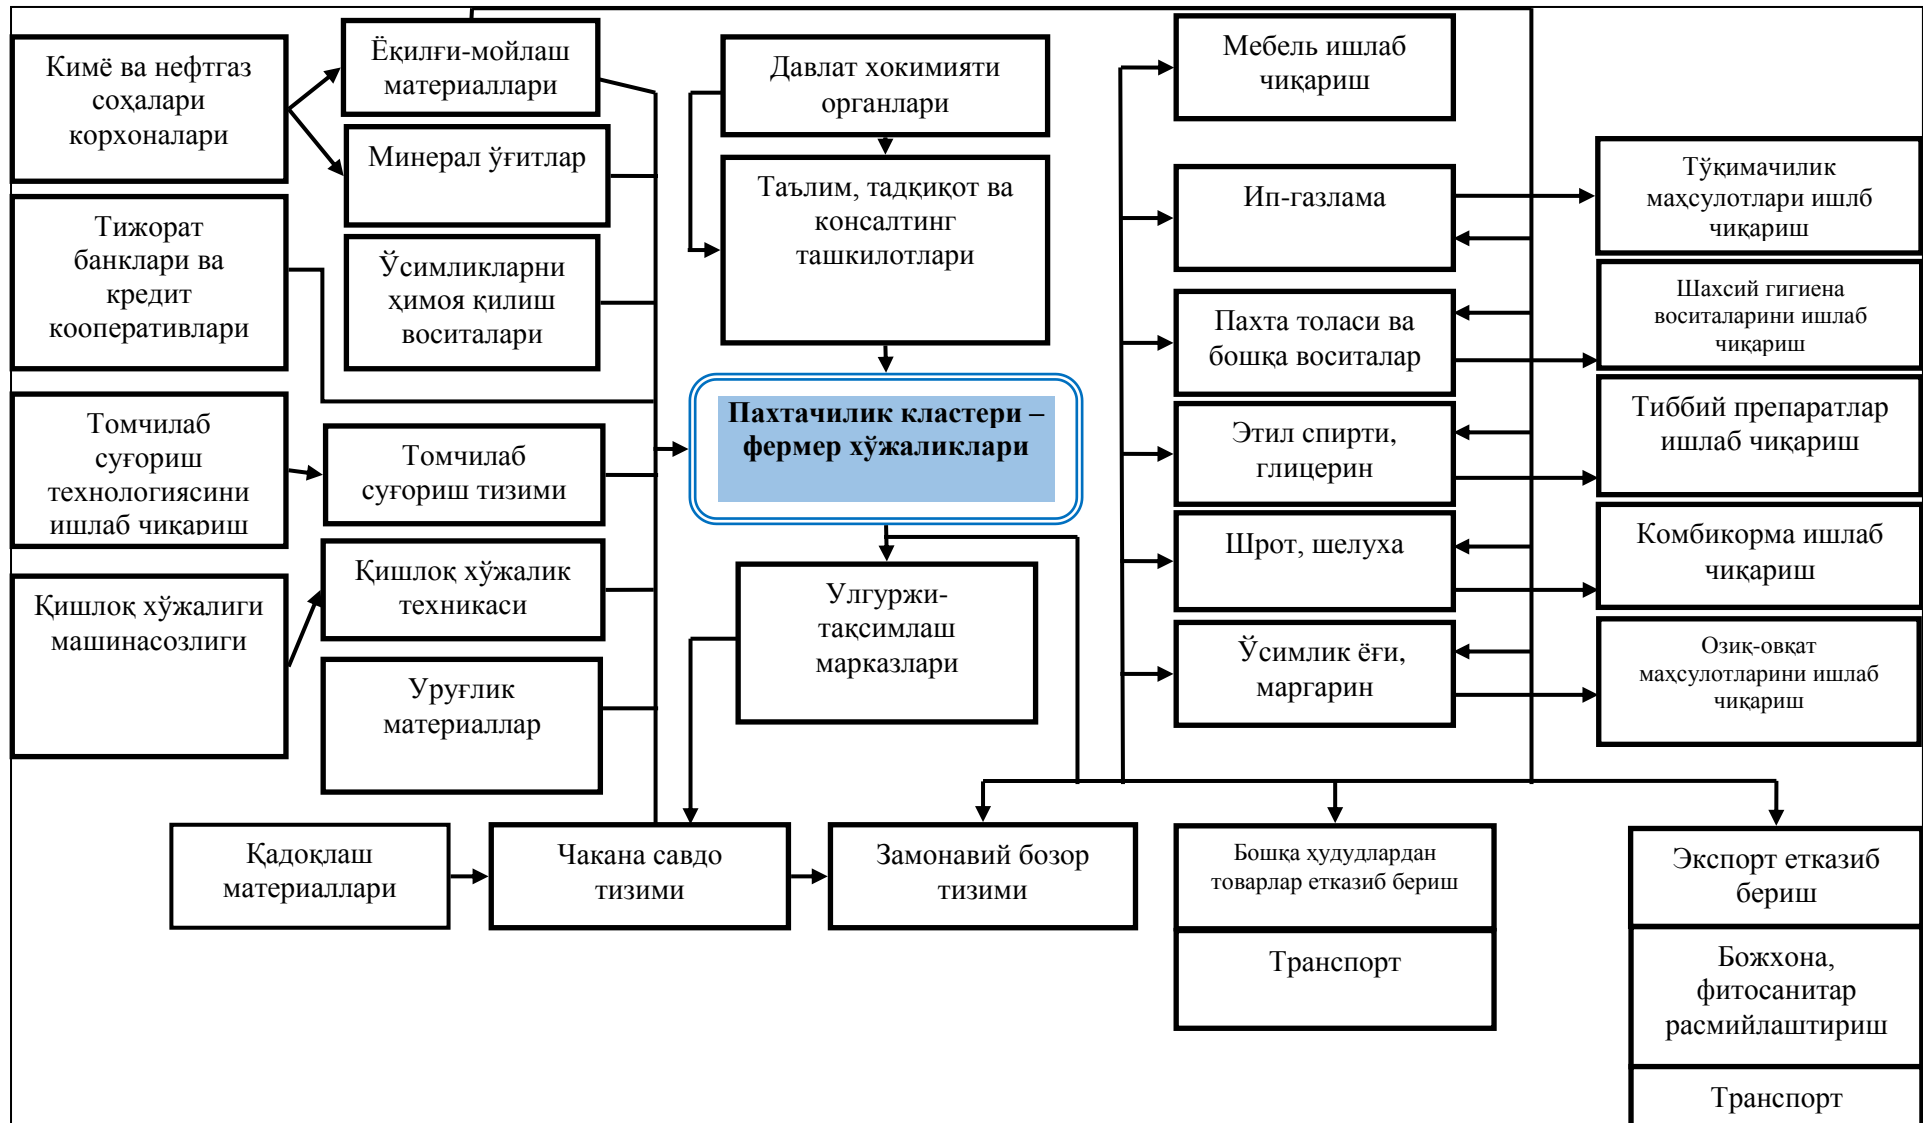 Кимё ва нефтгаз
соҳалари
корхоналари
Тижорат
банклари ва
кредит
кооперативлари
Томчилаб
суғориш
технологиясини
ишлаб чиқариш
Қишлоқ хўжалиги
машинасозлиги
Ёқилғи-мойлаш
материаллари
Минерал ўғитлар
Ўсимликларни
ҳимоя қилиш
воситалари
Томчилаб
суғориш тизими
Қишлоқ хўжалик
техникаси
Уруғлик
материаллар
Давлат хокимияти
органлари
Таълим, тадқиқот ва
консалтинг
ташкилотлари
Пахтачилик кластери –
фермер хўжаликлари
Улгуржи-
тақсимлаш
марказлари
Мебель ишлаб
чиқариш
Ип-газлама
Пахта толаси ва
бошқа воситалар
Этил спирти,
глицерин
Шрот, шелуха
Ўсимлик ёғи,
маргарин
Тўқимачилик
маҳсулотлари ишлб
чиқариш
Шахсий гигиена
воситаларини ишлаб
чиқариш
Тиббий препаратлар
ишлаб чиқариш
Комбикорма ишлаб
чиқариш
Озиқ-овқат
маҳсулотларини ишлаб
чиқариш
Қадоқлаш
материаллари
Чакана савдо
тизими
Замонавий бозор
тизими
Бошқа ҳудудлардан
товарлар етказиб бериш
Транспорт
Экспорт етказиб
бериш
Божхона,
фитосанитар
расмийлаштириш
Транспорт